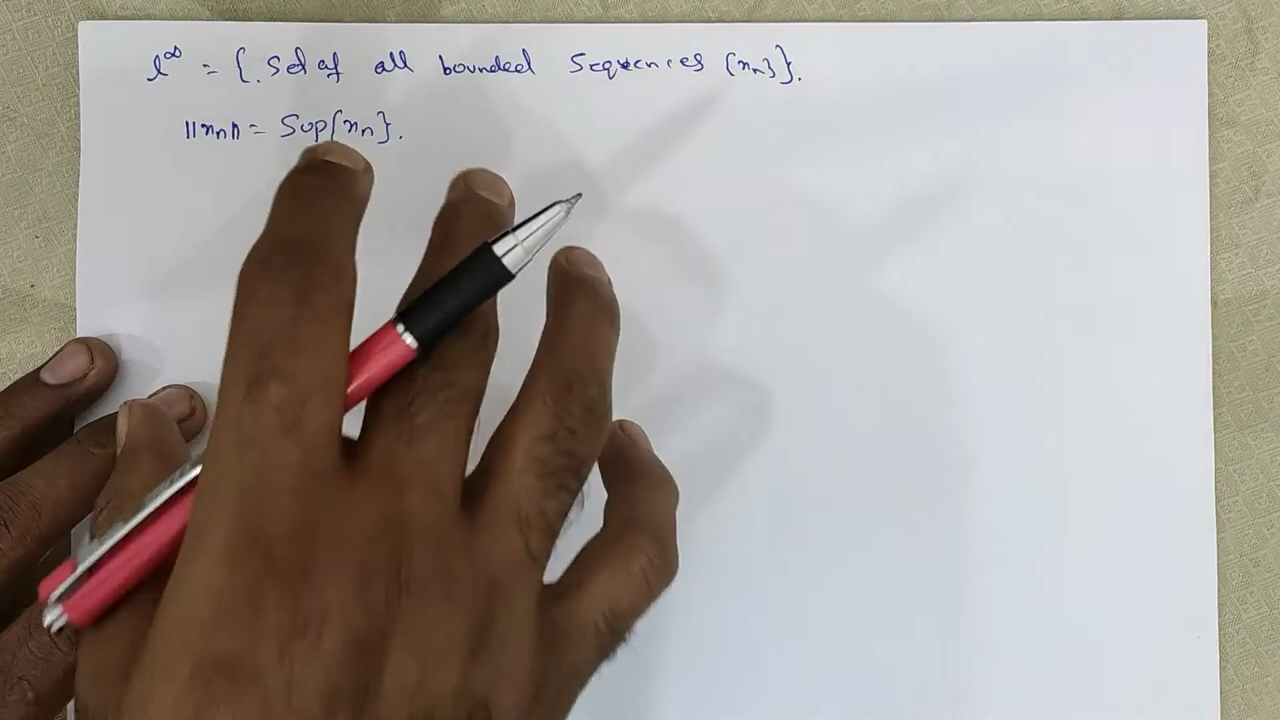 l^∞ = {. Set of all bounded Sequences {xn}}.
||xn|| = Sup{xn}.